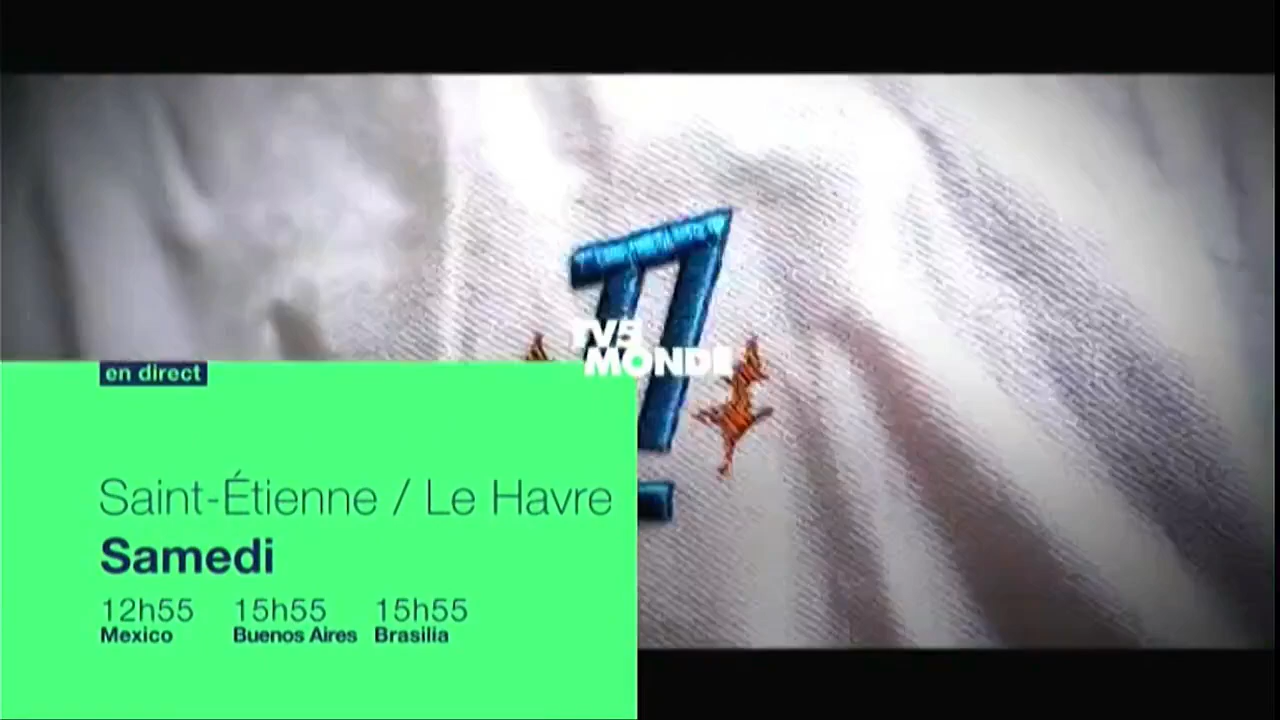 TV5
MONDE
en direct
Saint-Étienne / Le Havre
Samedi
12h55 15h55 15h55
Mexico Buenos Aires Brasilia